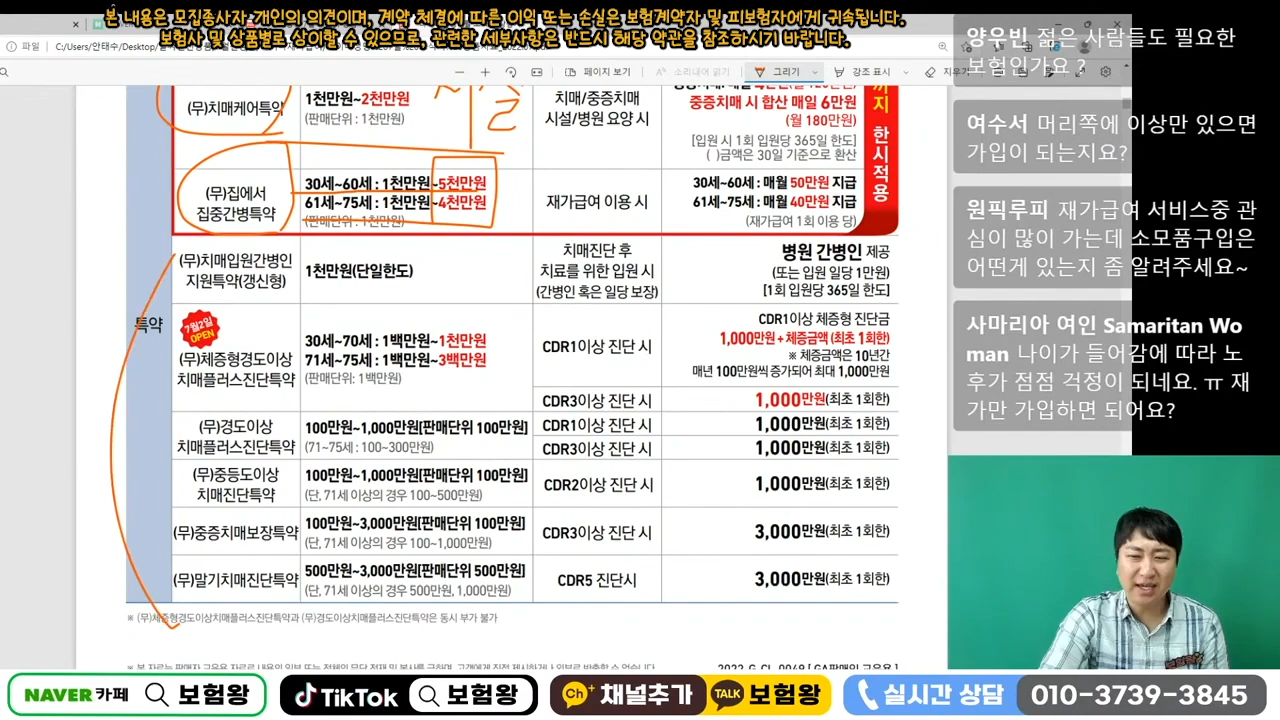 본 내용은 모집종사자 개인의 의견이며, 계약 체결에 따른 이익 또는 손실은 보험계약자 및 피보험자에게 귀속됩니다.
보험사 및 상품별로 상이할 수 있으므로, 관련한 세부사항은 반드시 해당 약관을 참조하시기 바랍니다.
파일 C:/Users/안태수/Desktop/
페이지 보기 소리내어 읽기 그리기 강조 표시 지우기
(무)치매케어특약
1천만원~2천만원
(판매단위 : 1천만원)
시설
치매/중증치매
시설/병원 요양 시
중증치매 시 합산 매일 6만원
(월 180만원)
[입원 시 1회 입원당 365일 한도]
( )금액은 30일 기준으로 환산
까지 한시적용
(무)집에서
집중간병특약
30세~60세 : 1천만원~5천만원
61세~75세 : 1천만원~4천만원
(판매단위 : 1천만원)
재가급여 이용 시
30세~60세 : 매월 50만원 지급
61세~75세 : 매월 40만원 지급
(재가급여 1회 이용 당)
특약
(무)치매입원간병인
지원특약(갱신형)
1천만원(단일한도)
치매진단 후
치료를 위한 입원 시
(간병인 혹은 일당 보장)
병원 간병인 제공
(또는 입원 일당 1만원)
[1회 입원당 365일 한도]
7월2일
OPEN
(무)체증형경도이상
치매플러스진단특약
30세~70세 : 1백만원~1천만원
71세~75세 : 1백만원~3백만원
(판매단위: 1백만원)
CDR1이상 진단 시
CDR1이상 체증형 진단금
1,000만원 + 체증금액 (최초 1회한)
※ 체증금액은 10년간
매년 100만원씩 증가되어 최대 1,000만원
CDR3이상 진단 시
1,000만원(최초 1회한)
(무)경도이상
치매플러스진단특약
100만원~1,000만원[판매단위 100만원]
(71~75세 : 100~300만원)
CDR1이상 진단 시
1,000만원(최초 1회한)
CDR3이상 진단 시
1,000만원(최초 1회한)
(무)중등도이상
치매진단특약
100만원~1,000만원[판매단위 100만원]
(단, 71세 이상의 경우 100~500만원)
CDR2이상 진단 시
1,000만원(최초 1회한)
(무)중증치매보장특약
100만원~3,000만원[판매단위 100만원]
(단, 71세 이상의 경우 100~1,000만원)
CDR3이상 진단 시
3,000만원(최초 1회한)
(무)말기치매진단특약
500만원~3,000만원[판매단위 500만원]
(단, 71세 이상의 경우 500만원, 1,000만원)
CDR5 진단시
3,000만원(최초 1회한)
※ (무)체증형경도이상치매플러스진단특약과 (무)경도이상치매플러스진단특약은 동시 부가 불가
양우빈 젊은 사람들도 필요한
보험인가요 ?
여수서 머리쪽에 이상만 있으면
가입이 되는지요?
원픽루피 재가급여 서비스중 관
심이 많이 가는데 소모품구입은
어떤게 있는지 좀 알려주세요~
사마리아 여인 Samaritan Wo
man 나이가 들어감에 따라 노
후가 점점 걱정이 되네요. ㅠ 재
가만 가입하면 되어요?
NAVER 카페 보험왕
TikTok 보험왕
Ch+ 채널추가 TALK 보험왕
실시간 상담 010-3739-3845